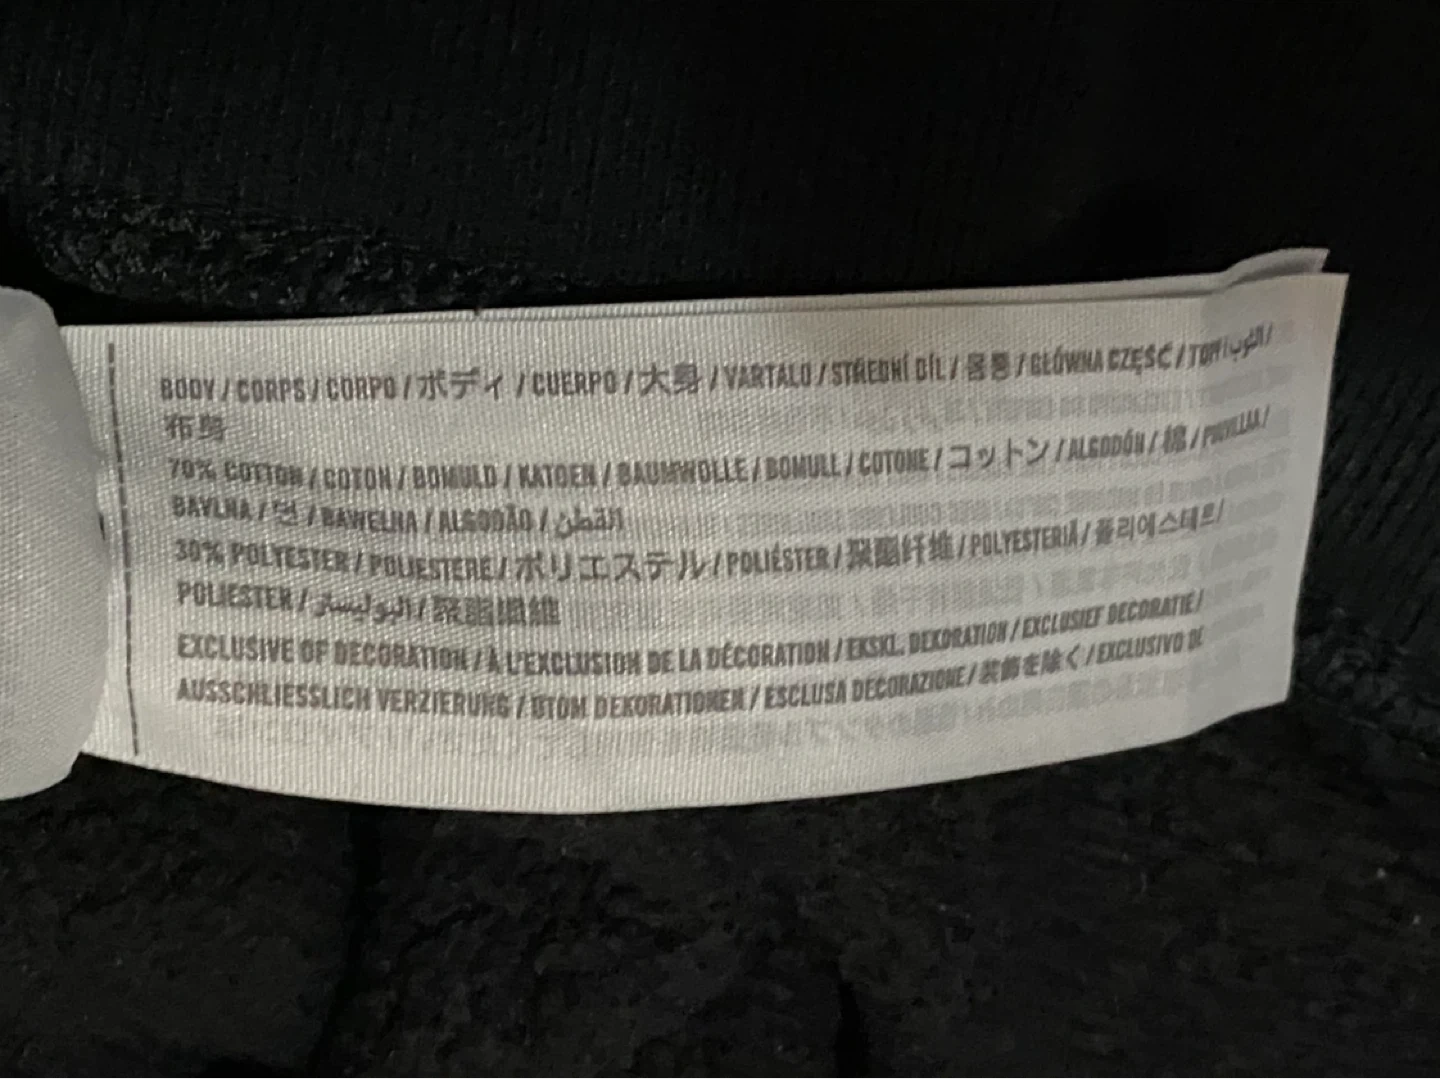 BODY / CORPS / CORPO / ボディ / CUERPO / 大身 / VARTALO / STŘEDNÍ DÍL / 몸통 / GŁÓWNA CZĘŚĆ /
布身
70% COTTON / COTON / BOMULD / KATOEN / BAUMWOLLE / BOMULL / COTONE / コットン / ALGODÓN / 棉 / PUUVILLAA /
BAVLNA / 면 / BAWEŁNA / ALGODÃO / القطن
30% POLYESTER / POLIESTERE / ポリエステル / POLIÉSTER / 聚酯纤维 / POLYESTERIÄ / 폴리에스테르 /
POLIESTER / البوليستر / 聚酯纖維
EXCLUSIVE OF DECORATION / À L'EXCLUSION DE LA DÉCORATION / EKSKL. DEKORATION / EXCLUSIEF DECORATIE /
AUSSCHLIESSLICH VERZIERUNG / UTOM DEKORATIONEN / ESCLUSA DECORAZIONE / 装飾を除く / EXCLUSIVO DE